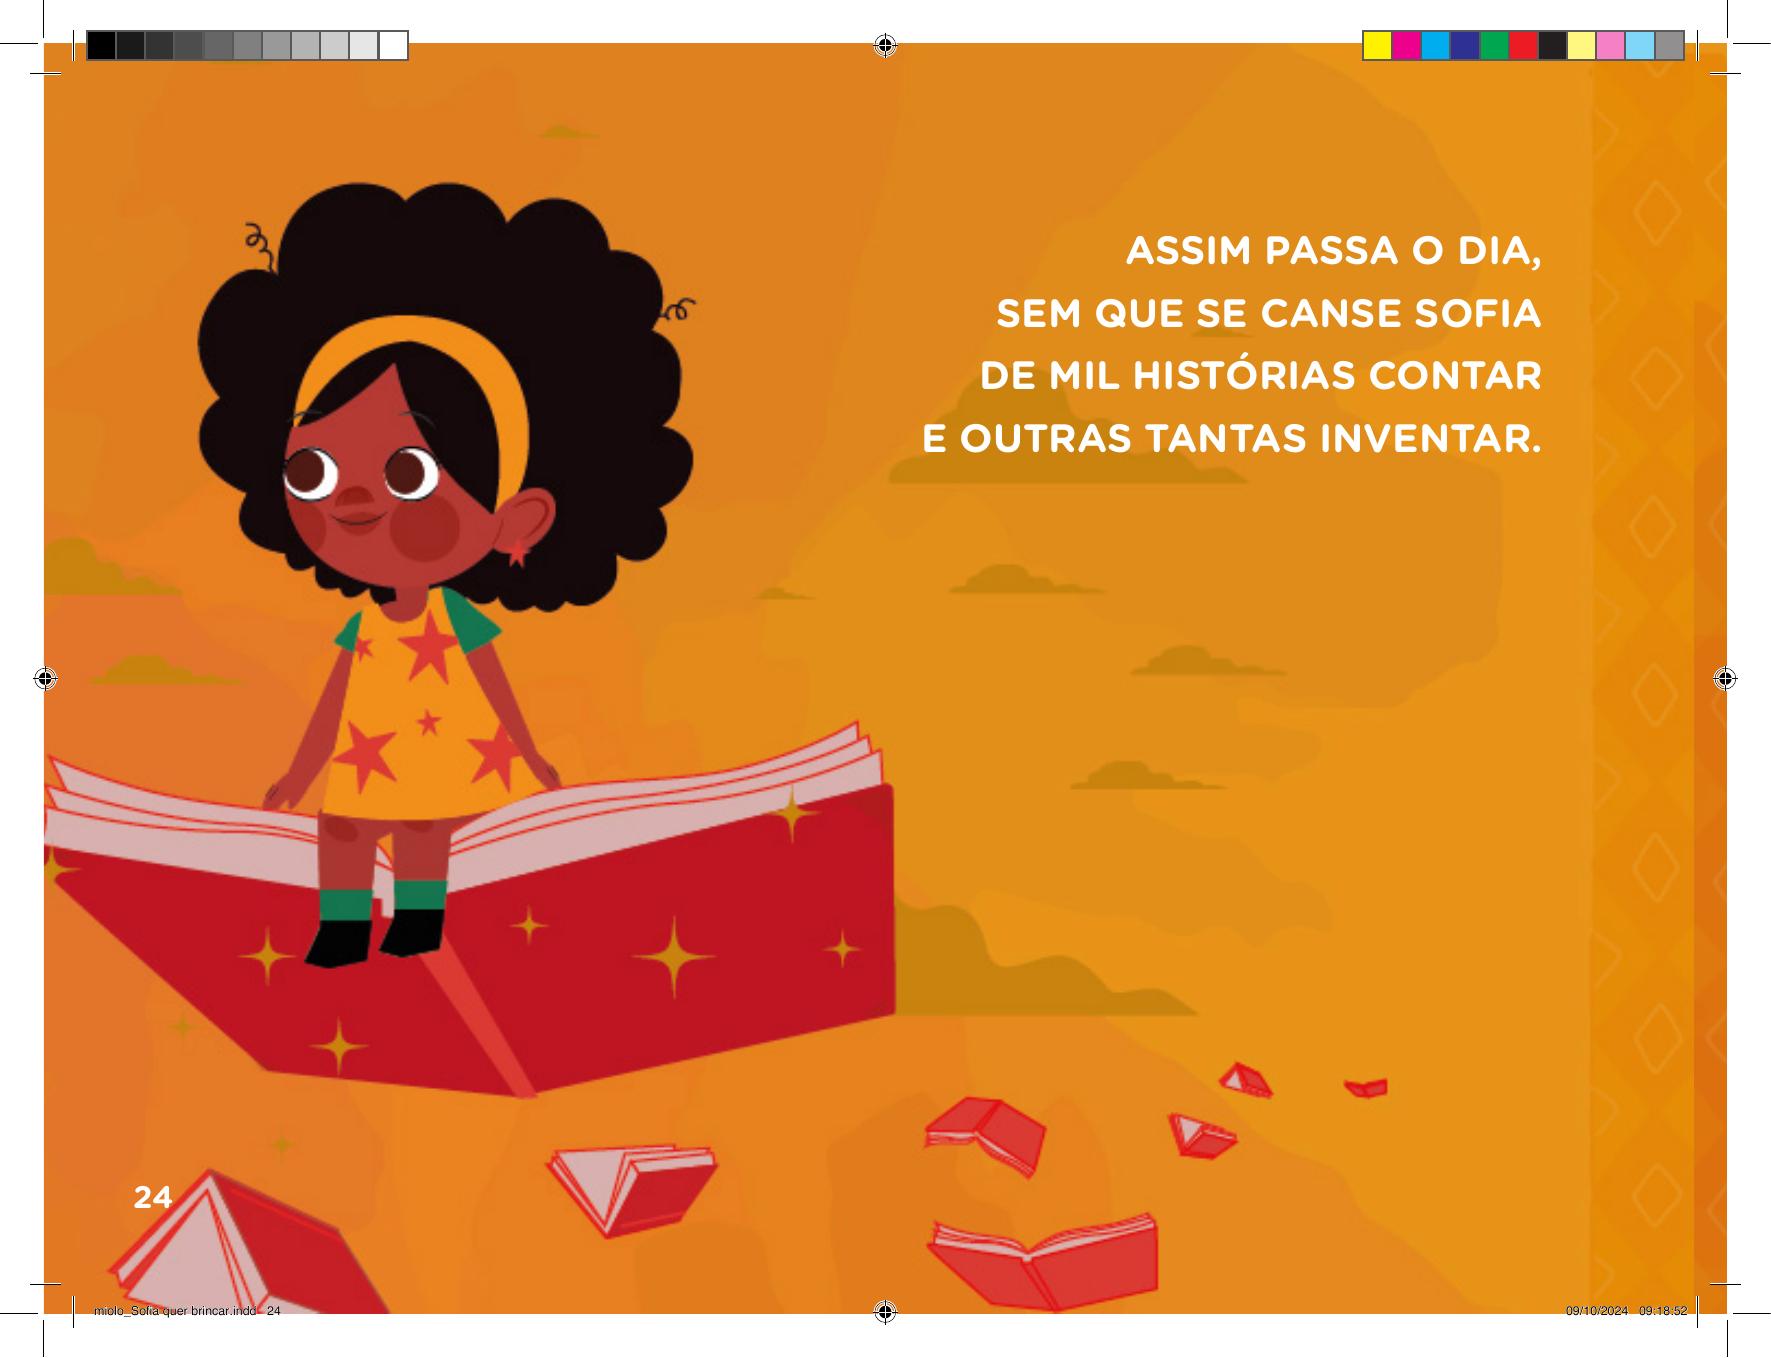 ASSIM PASSA O DIA,
SEM QUE SE CANSE SOFIA
DE MIL HISTÓRIAS CONTAR
E OUTRAS TANTAS INVENTAR.
24
miolo_Sofia quer brincar.indd   24
09/10/2024   09:18:52